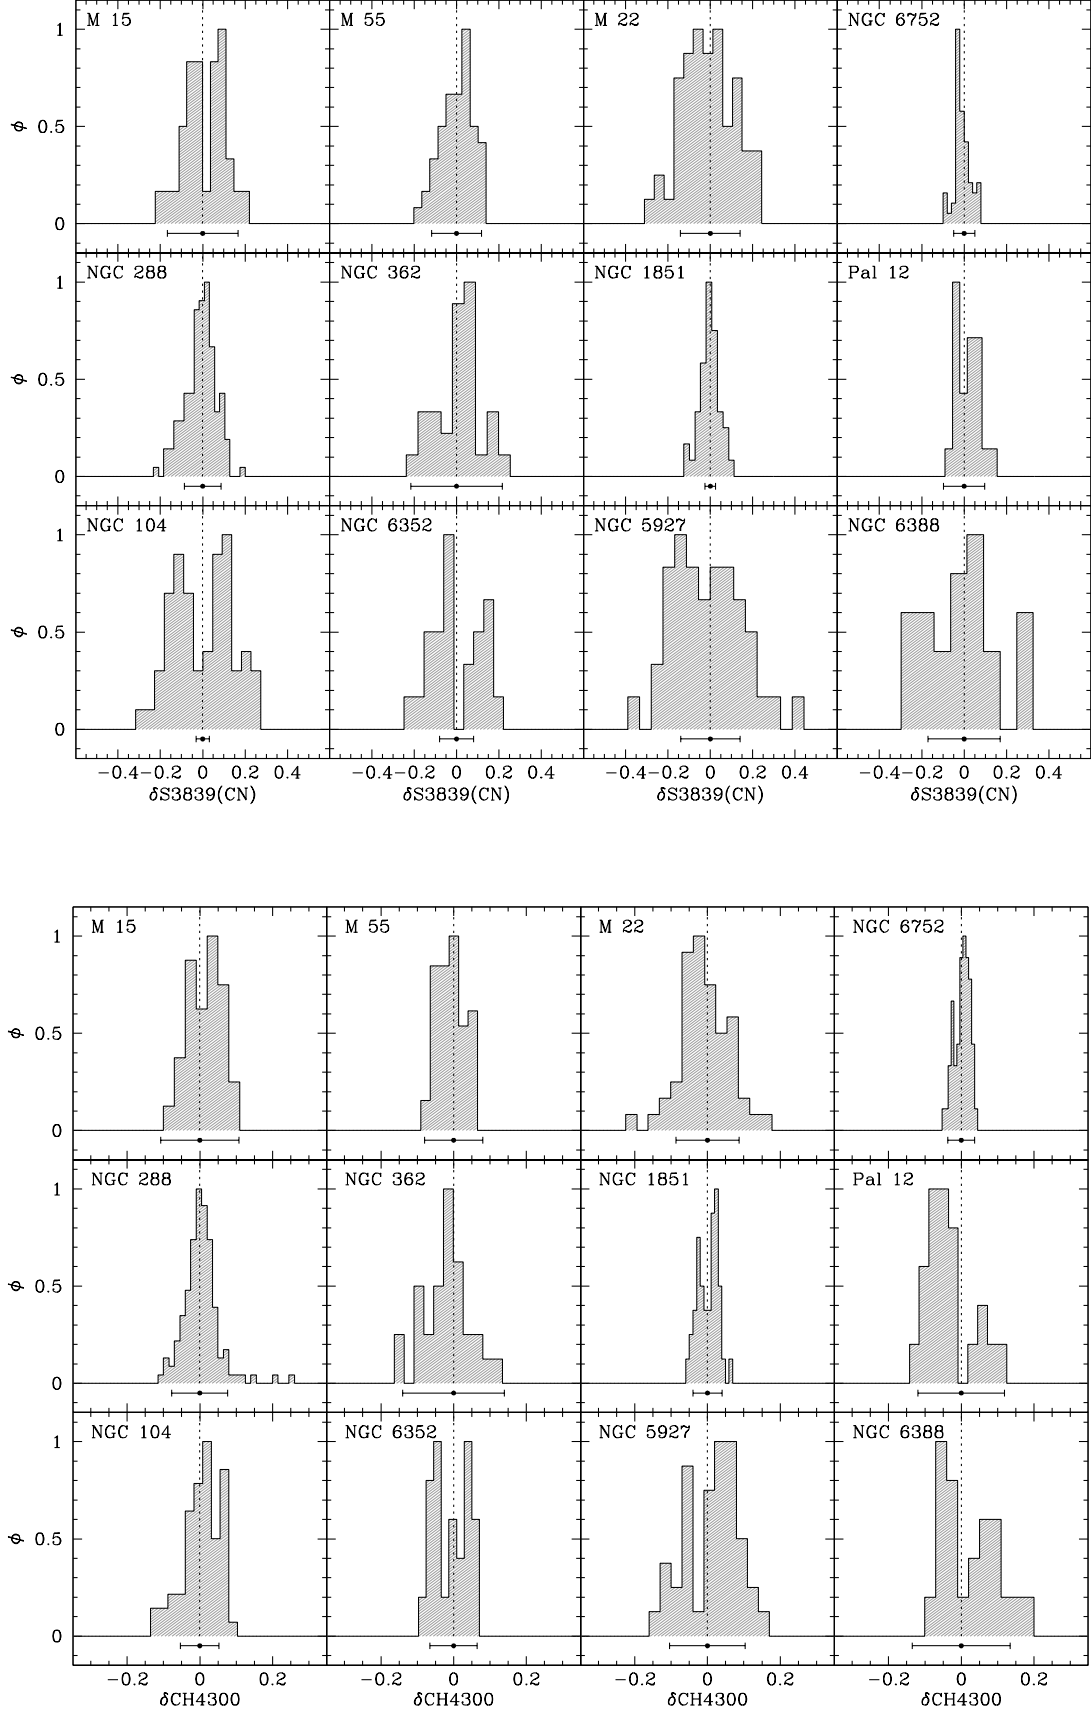 M 15 M 55 M 22 NGC 6752
1
ϕ 0.5
0
NGC 288 NGC 362 NGC 1851 Pal 12
1
ϕ 0.5
0
NGC 104 NGC 6352 NGC 5927 NGC 6388
1
ϕ 0.5
0
−0.4−0.2 0 0.2 0.4 −0.4−0.2 0 0.2 0.4 −0.4−0.2 0 0.2 0.4 −0.4−0.2 0 0.2 0.4
δS3839(CN) δS3839(CN) δS3839(CN) δS3839(CN)
M 15 M 55 M 22 NGC 6752
1
ϕ 0.5
0
NGC 288 NGC 362 NGC 1851 Pal 12
1
ϕ 0.5
0
NGC 104 NGC 6352 NGC 5927 NGC 6388
1
ϕ 0.5
0
−0.2 0 0.2 −0.2 0 0.2 −0.2 0 0.2 −0.2 0 0.2
δCH4300 δCH4300 δCH4300 δCH4300